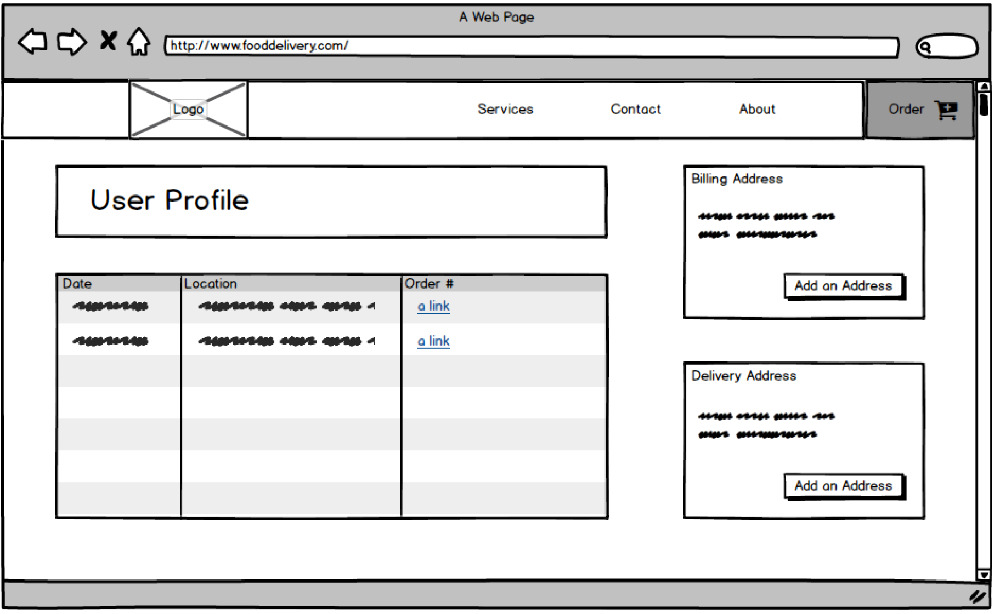 A Web Page
http://www.fooddelivery.com/
Logo
Services
Contact
About
Order
User Profile
Date
Location
Order #
a link
a link
Billing Address
Add an Address
Delivery Address
Add an Address